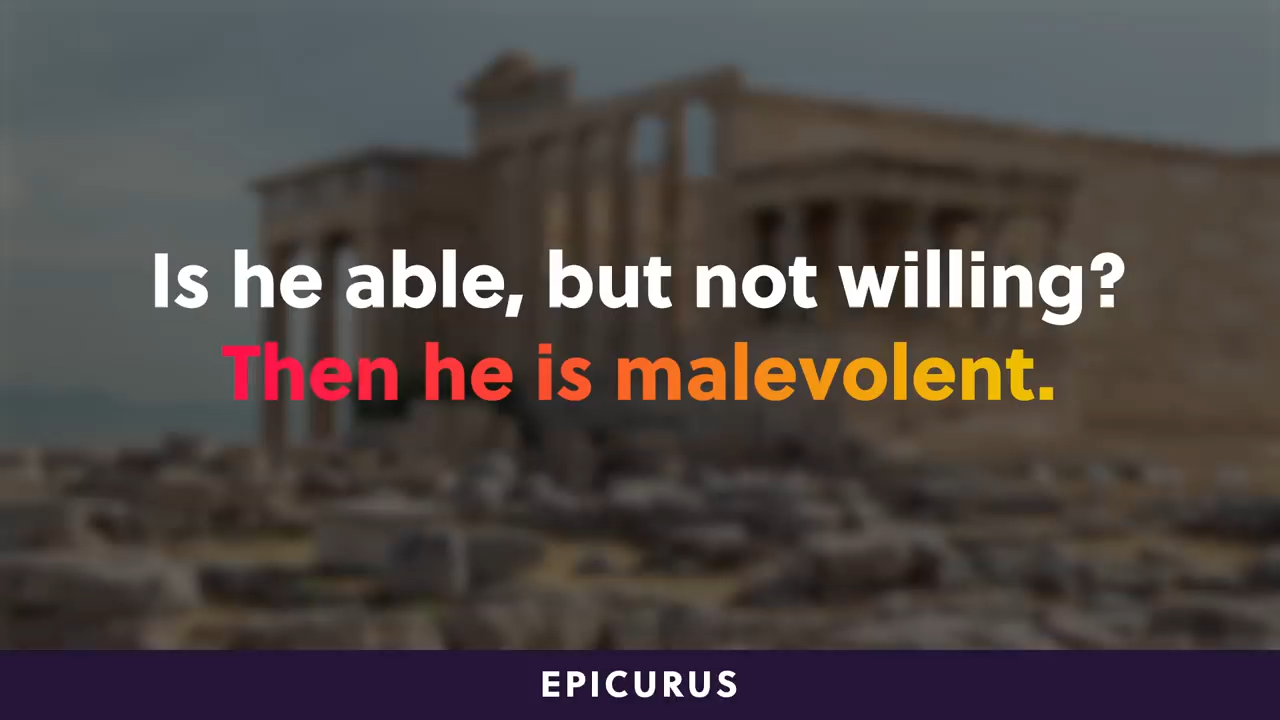 Is he able, but not willing?
Then he is malevolent.
EPICURUS